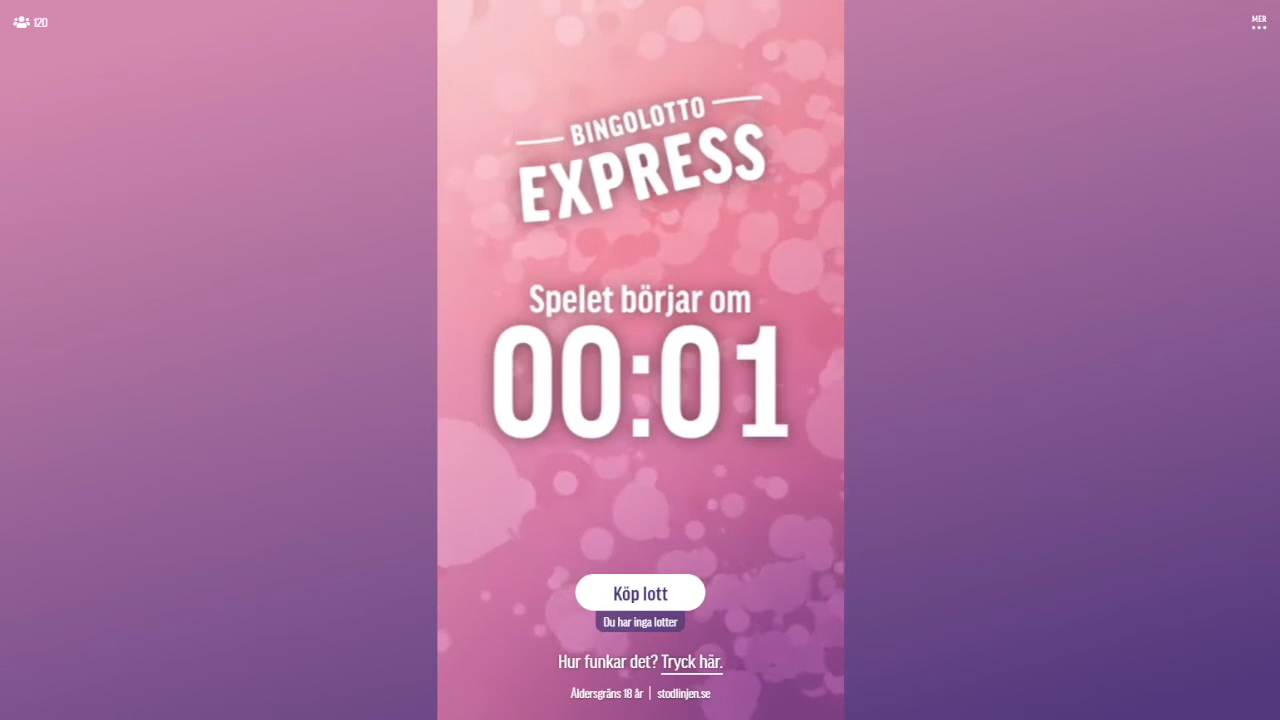 120
MER
BINGOLOTTO
EXPRESS
Spelet börjar om
00:01
Köp lott
Du har inga lotter
Hur funkar det? Tryck här.
Åldersgräns 18 år | stodlinjen.se